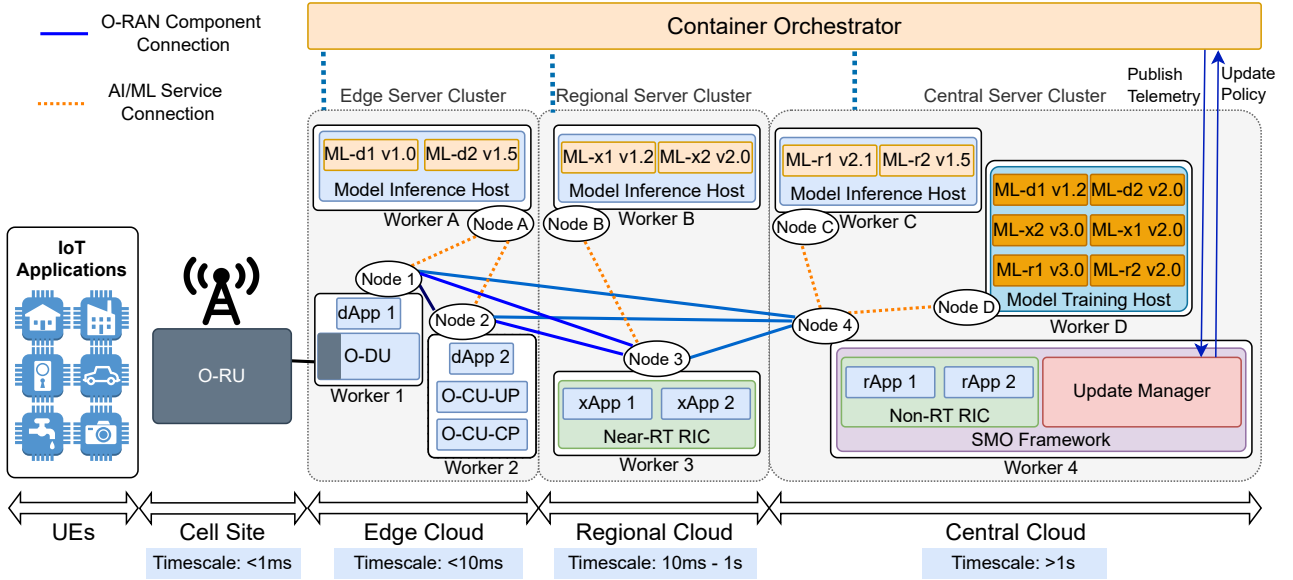 O-RAN Component
Connection
AI/ML Service
Connection
Container Orchestrator
Publish
Telemetry
Update
Policy
Edge Server Cluster
Regional Server Cluster
Central Server Cluster
ML-d1 v1.0
ML-d2 v1.5
Model Inference Host
Worker A
Node A
ML-x1 v1.2
ML-x2 v2.0
Model Inference Host
Worker B
Node B
ML-r1 v2.1
ML-r2 v1.5
Model Inference Host
Worker C
Node C
ML-d1 v1.2
ML-d2 v2.0
ML-x2 v3.0
ML-x1 v2.0
ML-r1 v3.0
ML-r2 v2.0
Model Training Host
Worker D
Node D
IoT
Applications
O-RU
Node 1
dApp 1
O-DU
Worker 1
Node 2
dApp 2
O-CU-UP
O-CU-CP
Worker 2
Node 3
xApp 1
xApp 2
Near-RT RIC
Worker 3
Node 4
rApp 1
rApp 2
Non-RT RIC
Update Manager
SMO Framework
Worker 4
UEs
Cell Site
Edge Cloud
Regional Cloud
Central Cloud
Timescale: <1ms
Timescale: <10ms
Timescale: 10ms - 1s
Timescale: >1s